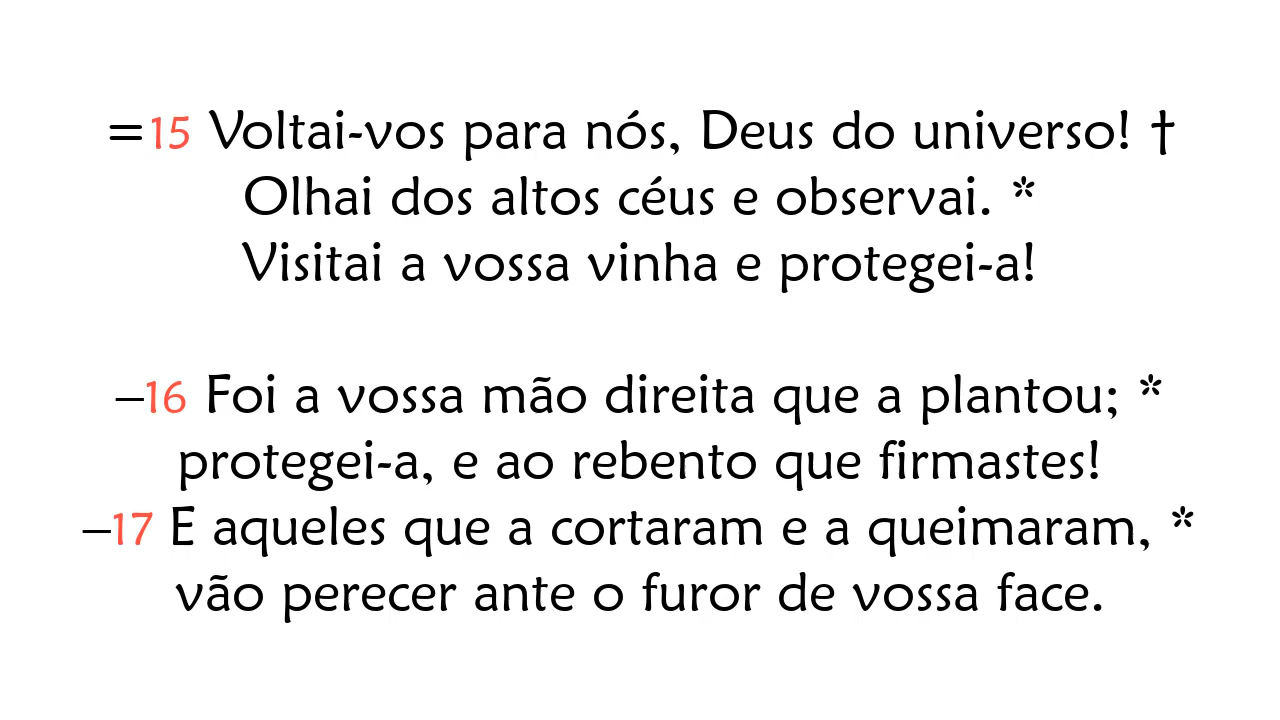 =15 Voltai-vos para nós, Deus do universo! †
Olhai dos altos céus e observai. *
Visitai a vossa vinha e protegei-a!
–16 Foi a vossa mão direita que a plantou; *
protegei-a, e ao rebento que firmastes!
–17 E aqueles que a cortaram e a queimaram, *
vão perecer ante o furor de vossa face.